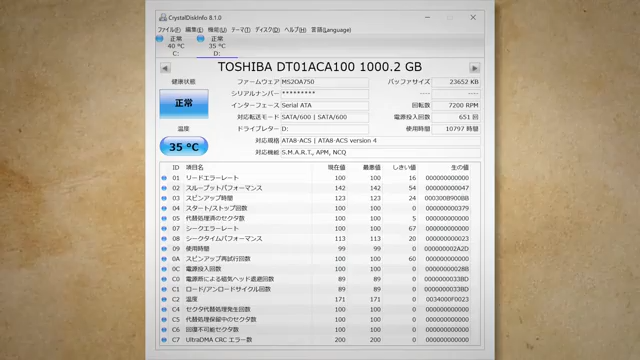 CrystalDiskInfo 8.1.0
ファイル(F) 編集(E) 機能(U) テーマ(T) ディスク(D) ヘルプ(H) 言語(Language)
正常 正常
40 °C 35 °C
C: D:
TOSHIBA DT01ACA100 1000.2 GB
健康状態 ファームウェア MS2OA750 バッファサイズ 23652 KB
シリアルナンバー ********* ---- ----
正常 インターフェース Serial ATA 回転数 7200 RPM
対応転送モード SATA/600 | SATA/600 電源投入回数 651 回
温度 ドライブレター D: 使用時間 10797 時間
35 °C 対応規格 ATA8-ACS | ATA8-ACS version 4
対応機能 S.M.A.R.T., APM, NCQ
ID 項目名 現在値 最悪値 しきい値 生の値
01 リードエラーレート 100 100 16 000000000000
02 スループットパフォーマンス 142 142 54 000000000047
03 スピンアップ時間 123 123 24 0003008900BB
04 スタート/ストップ回数 100 100 0 000000000379
05 代替処理済のセクタ数 100 100 5 000000000000
07 シークエラーレート 100 100 67 000000000000
08 シークタイムパフォーマンス 113 113 20 000000000023
09 使用時間 99 99 0 000000002A2D
0A スピンアップ再試行回数 100 100 60 000000000000
0C 電源投入回数 100 100 0 00000000028B
C0 電源断による磁気ヘッド退避回数 89 89 0 0000000033BD
C1 ロード/アンロードサイクル回数 89 89 0 0000000033BD
C2 温度 171 171 0 0034000F0023
C4 セクタ代替処理発生回数 100 100 0 000000000000
C5 代替処理保留中のセクタ数 100 100 0 000000000000
C6 回復不可能セクタ数 100 100 0 000000000000
C7 UltraDMA CRC エラー数 200 200 0 000000000000